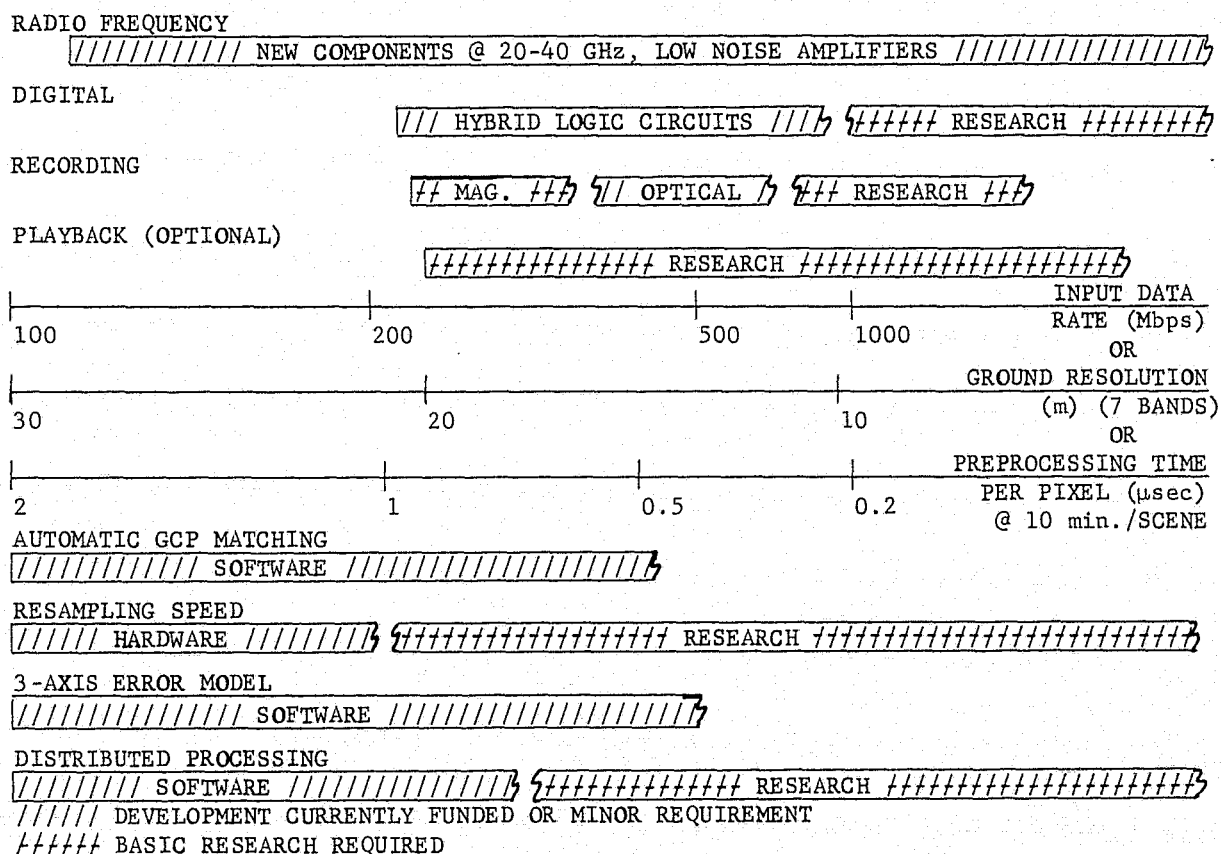 RADIO FREQUENCY
//////////// NEW COMPONENTS @ 20-40 GHz, LOW NOISE AMPLIFIERS //////////////////
DIGITAL
/// HYBRID LOGIC CIRCUITS //// ////// RESEARCH /////////
RECORDING
// MAG. /// // OPTICAL / /// RESEARCH ///
PLAYBACK (OPTIONAL)
//////////////// RESEARCH ///////////////////////
INPUT DATA
100 200 500 1000 RATE (Mbps)
OR
GROUND RESOLUTION
30 20 10 (m) (7 BANDS)
OR
PREPROCESSING TIME
2 1 0.5 0.2 PER PIXEL (μsec)
@ 10 min./SCENE
AUTOMATIC GCP MATCHING
///////////// SOFTWARE /////////////////////
RESAMPLING SPEED
////// HARDWARE ///////// ////////////////// RESEARCH //////////////////////////
3-AXIS ERROR MODEL
//////////////// SOFTWARE //////////////////////
DISTRIBUTED PROCESSING
///////// SOFTWARE //////////////// ////////////// RESEARCH //////////////////////
////// DEVELOPMENT CURRENTLY FUNDED OR MINOR REQUIREMENT
////// BASIC RESEARCH REQUIRED